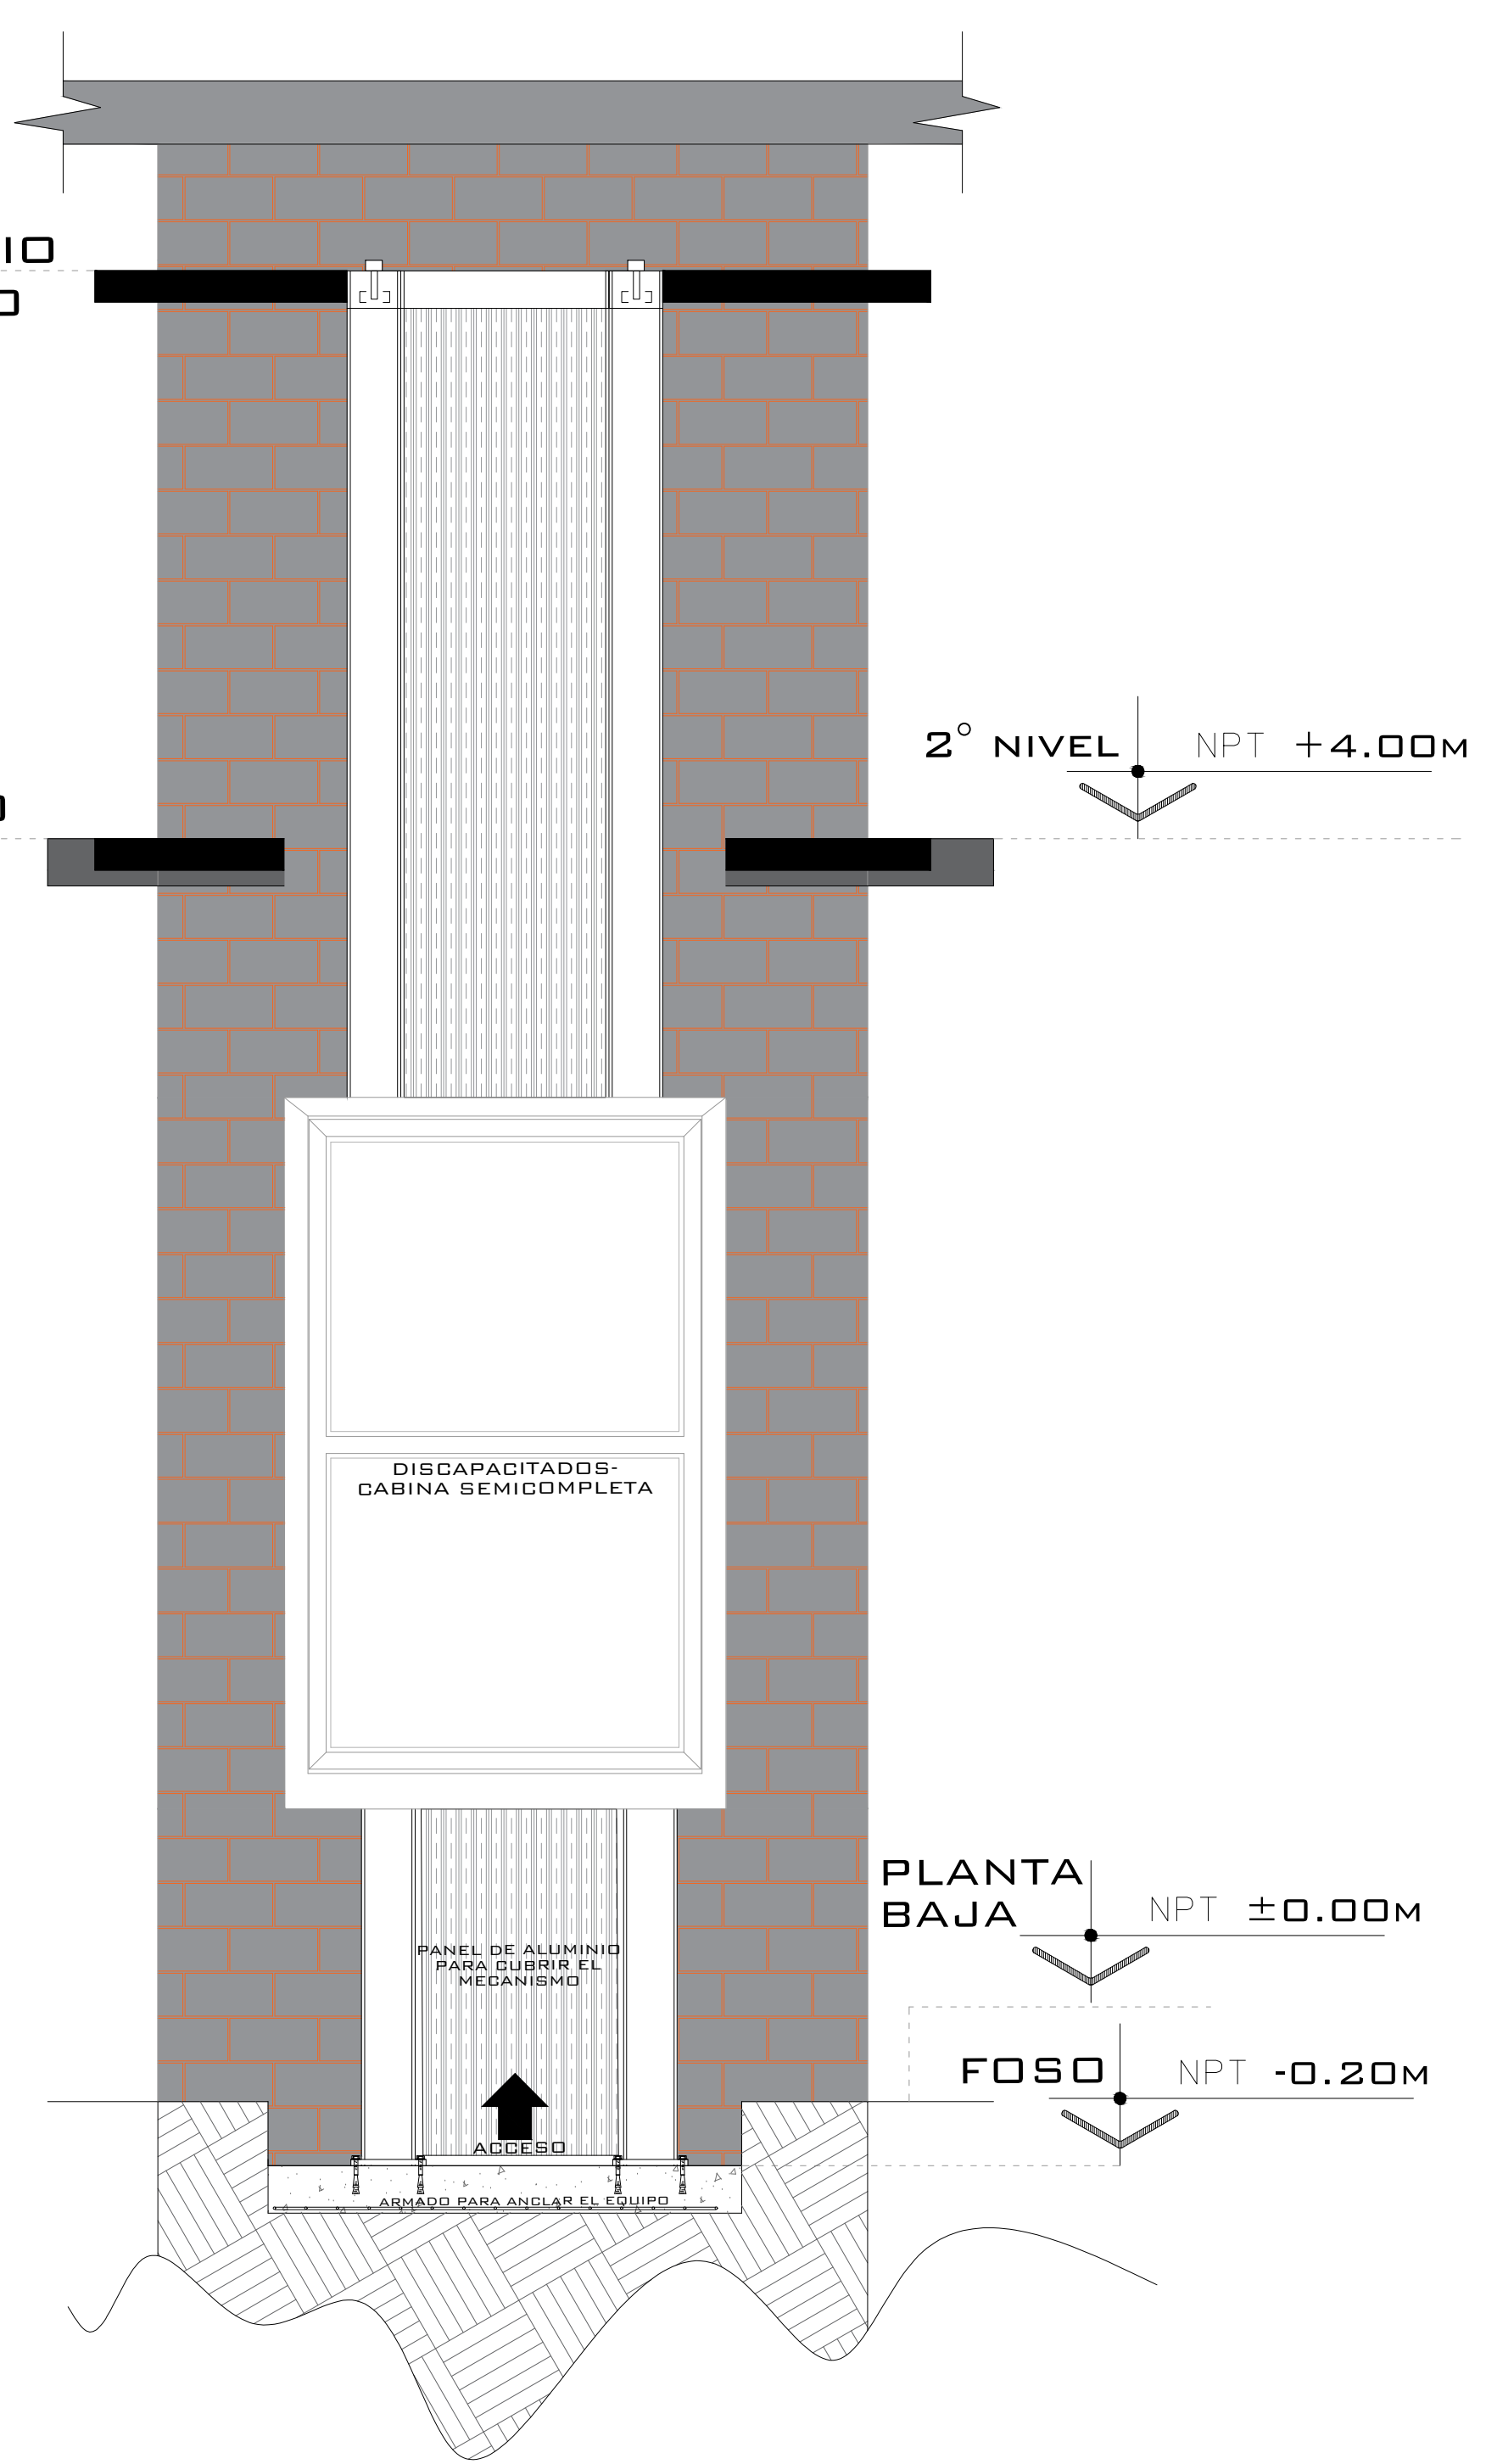 2° NIVEL NPT +4.00M
DISCAPACITADOS-
CABINA SEMICOMPLETA
PLANTA
BAJA
NPT ±0.00M
PANEL DE ALUMINIO
PARA CUBRIR EL
MECANISMO
FOSO NPT -0.20M
ACCESO
ARMADO PARA ANCLAR EL EQUIPO